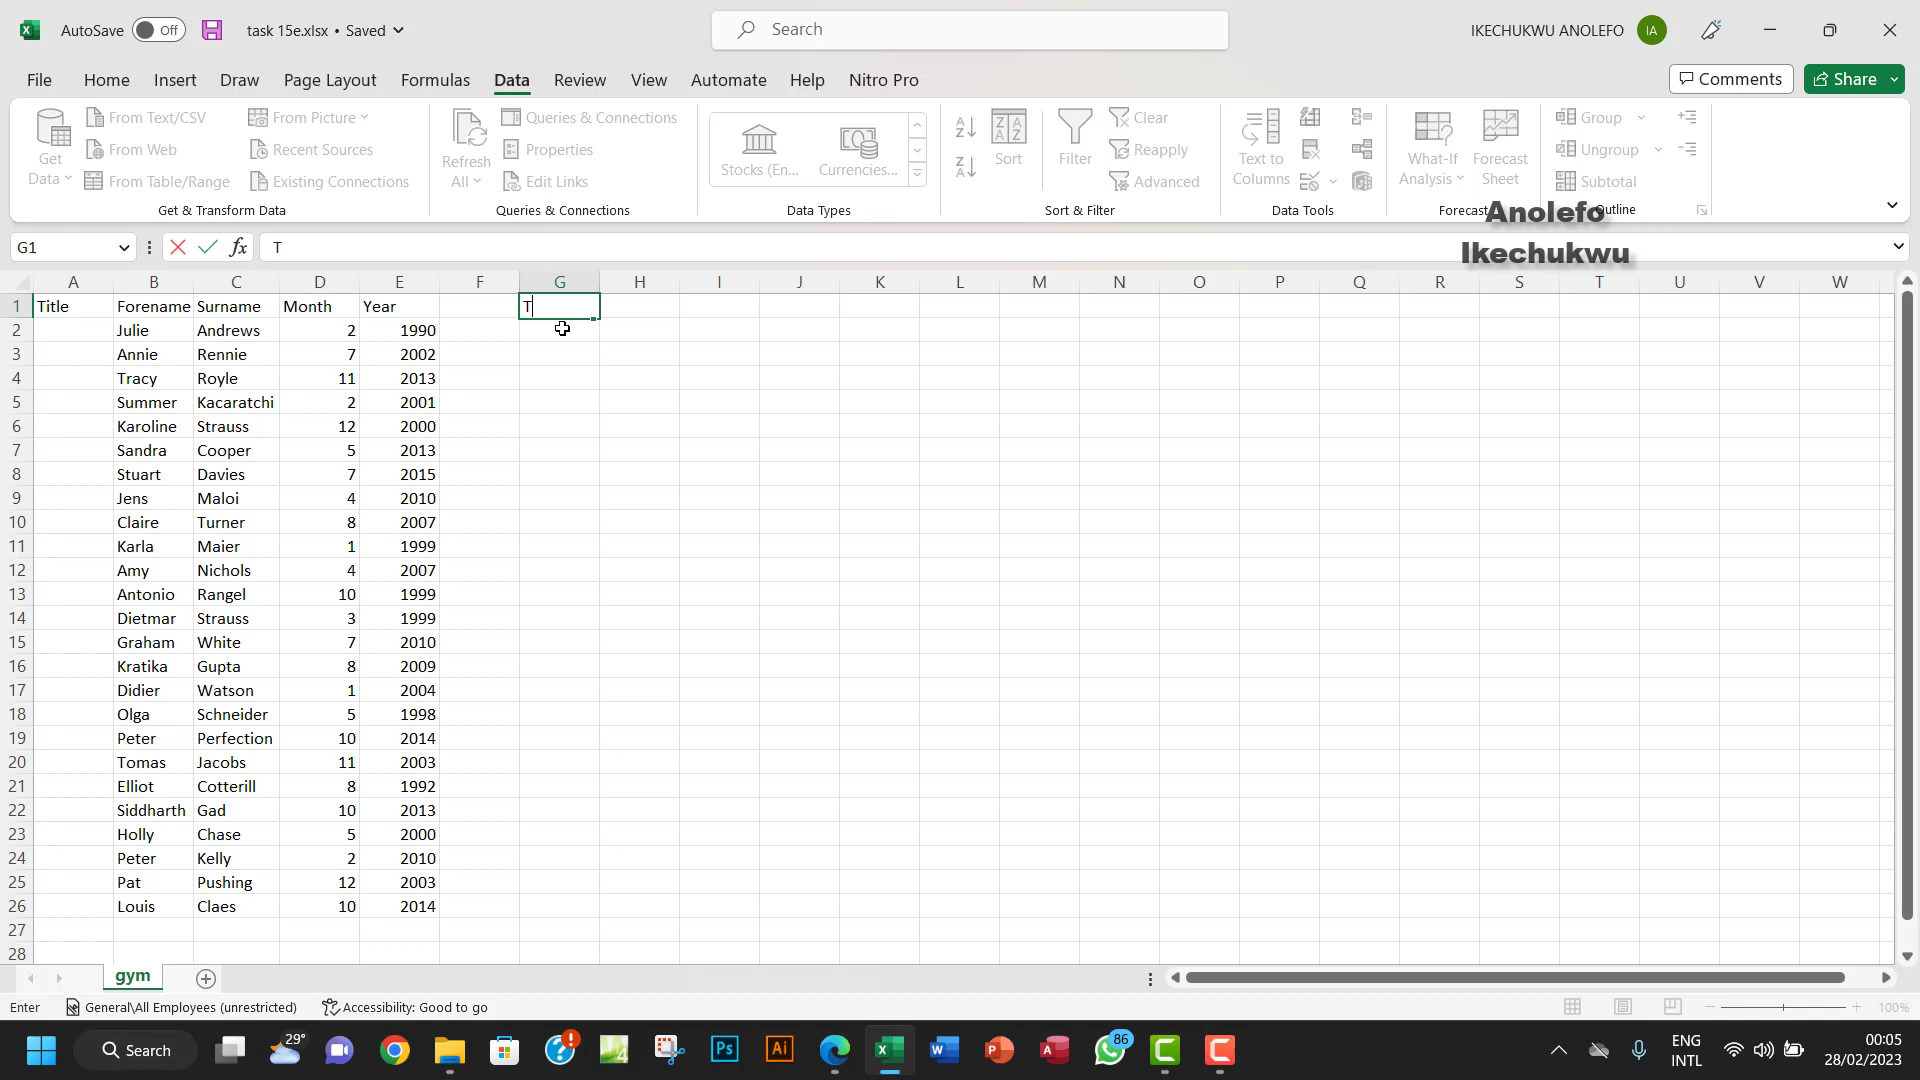 AutoSave Off task 15e.xlsx • Saved Search IKECHUKWU ANOLEFO IA
File Home Insert Draw Page Layout Formulas Data Review View Automate Help Nitro Pro Comments Share
Get Data From Text/CSV From Web From Table/Range From Picture Recent Sources Existing Connections
Get & Transform Data
Refresh All Queries & Connections Properties Edit Links
Queries & Connections
Stocks (En... Currencies...
Data Types
Sort Filter Clear Reapply Advanced
Sort & Filter
Text to Columns
Data Tools
What-If Analysis Forecast Sheet
Forecast
Group Ungroup Subtotal
Outline
Anolefo
Ikechukwu
G1 fx T
A B C D E F G H I J K L M N O P Q R S T U V W
1 Title Forename Surname Month Year T
2 Julie Andrews 2 1990
3 Annie Rennie 7 2002
4 Tracy Royle 11 2013
5 Summer Kacaratchi 2 2001
6 Karoline Strauss 12 2000
7 Sandra Cooper 5 2013
8 Stuart Davies 7 2015
9 Jens Maloi 4 2010
10 Claire Turner 8 2007
11 Karla Maier 1 1999
12 Amy Nichols 4 2007
13 Antonio Rangel 10 1999
14 Dietmar Strauss 3 1999
15 Graham White 7 2010
16 Kratika Gupta 8 2009
17 Didier Watson 1 2004
18 Olga Schneider 5 1998
19 Peter Perfection 10 2014
20 Tomas Jacobs 11 2003
21 Elliot Cotterill 8 1992
22 Siddharth Gad 10 2013
23 Holly Chase 5 2000
24 Peter Kelly 2 2010
25 Pat Pushing 12 2003
26 Louis Claes 10 2014
27
28
gym
Enter General\All Employees (unrestricted) Accessibility: Good to go 100%
Search 29° Ps Ai 86 ENG INTL 00:05 28/02/2023